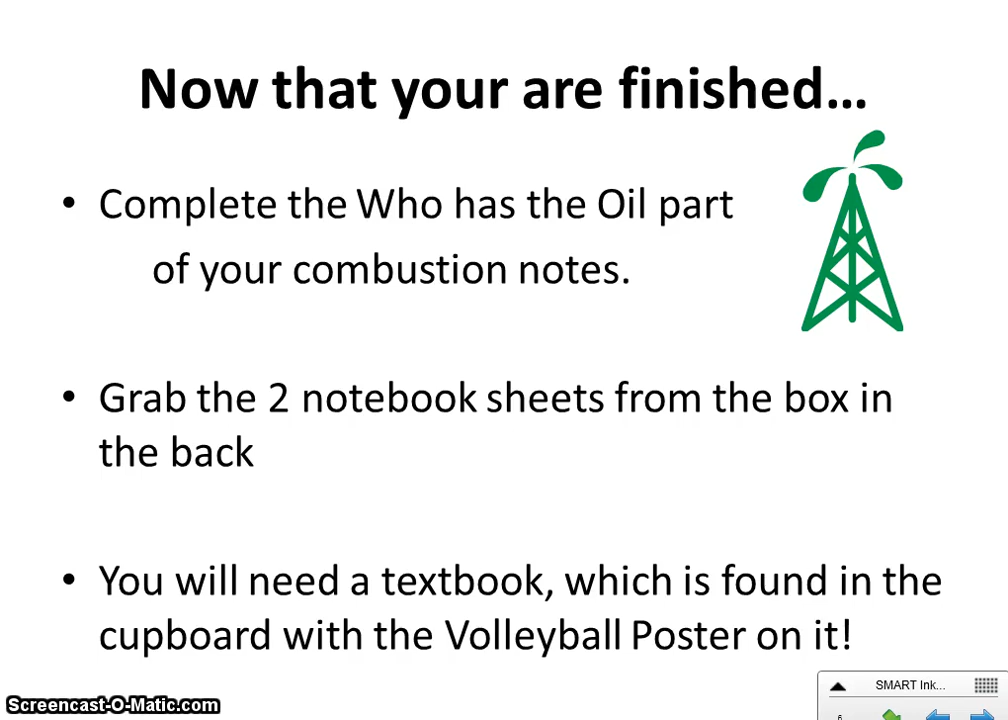 Now that your are finished...
• Complete the Who has the Oil part
of your combustion notes.
• Grab the 2 notebook sheets from the box in
the back
• You will need a textbook, which is found in the
cupboard with the Volleyball Poster on it!
SMART Ink...
Screencast-O-Matic.com
6